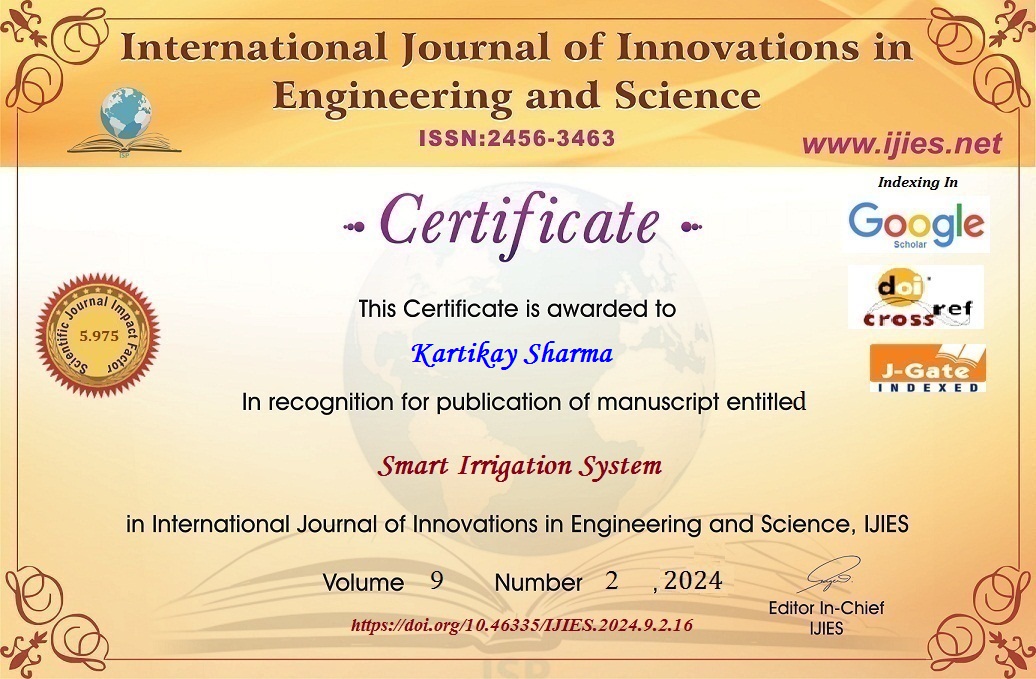 International Journal of Innovations in
Engineering and Science
ISSN:2456-3463
www.ijies.net
ISP
Indexing In
Google
Scholar
doi
cross ref
J-Gate
INDEXED
Certificate
Scientific Journal Impact Factor
5.975
This Certificate is awarded to
Kartikay Sharma
In recognition for publication of manuscript entitled
Smart Irrigation System
in International Journal of Innovations in Engineering and Science, IJIES
Volume 9 Number 2 , 2024
https://doi.org/10.46335/IJIES.2024.9.2.16
Editor In-Chief
IJIES
ISP